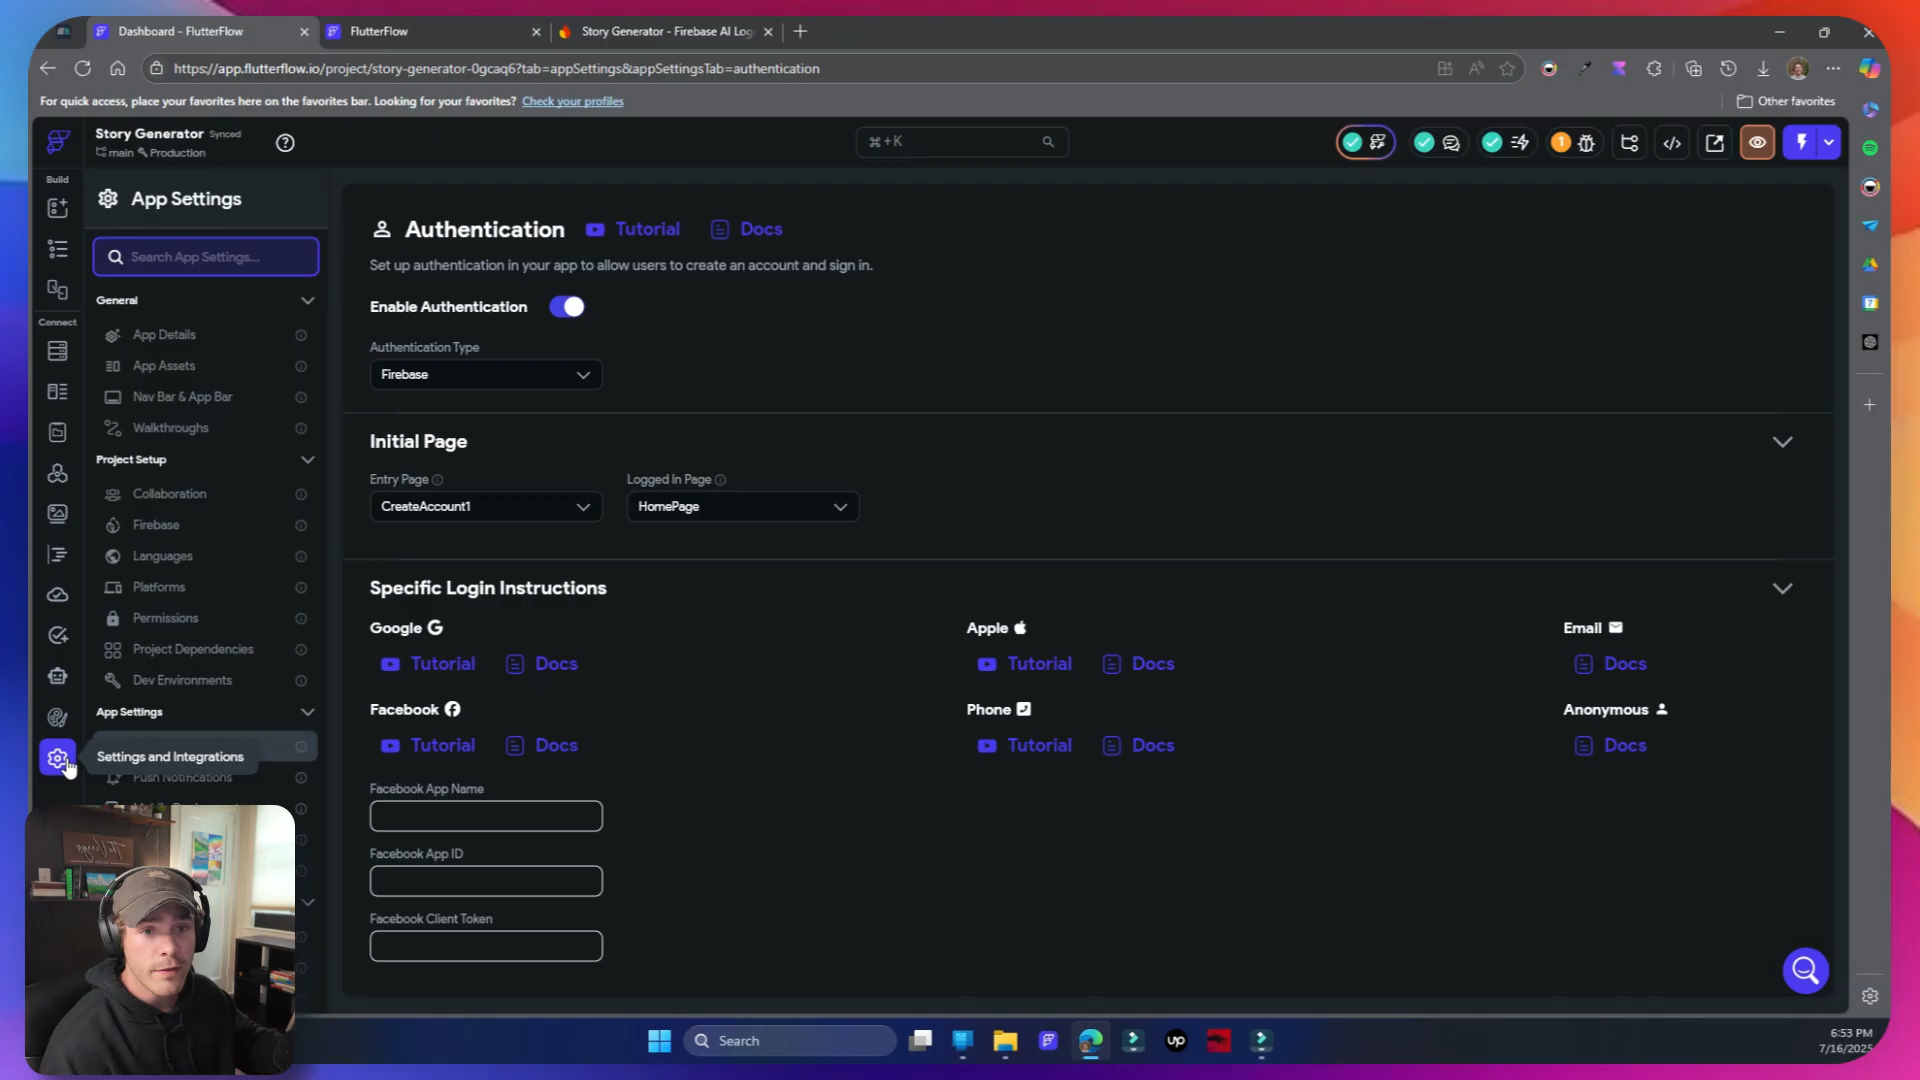 Dashboard - FlutterFlow
FlutterFlow
Story Generator - Firebase AI Log
https://app.flutterflow.io/project/story-generator-0gcaq6?tab=appSettings&appSettingsTab=authentication
For quick access, place your favorites here on the favorites bar. Looking for your favorites? Check your profiles
Other favorites
Story Generator Synced
main Production
⌘+K
1
Build
Connect
App Settings
Search App Settings...
General
App Details
App Assets
Nav Bar & App Bar
Walkthroughs
Project Setup
Collaboration
Firebase
Languages
Platforms
Permissions
Project Dependencies
Dev Environments
App Settings
Settings and Integrations
Push Notifications
Authentication
Tutorial
Docs
Set up authentication in your app to allow users to create an account and sign in.
Enable Authentication
Authentication Type
Firebase
Initial Page
Entry Page
Logged In Page
CreateAccount1
HomePage
Specific Login Instructions
Google
Apple
Email
Tutorial Docs
Tutorial Docs
Docs
Facebook
Phone
Anonymous
Tutorial Docs
Tutorial Docs
Docs
Facebook App Name
Facebook App ID
Facebook Client Token
Search
up
6:53 PM
7/16/2025